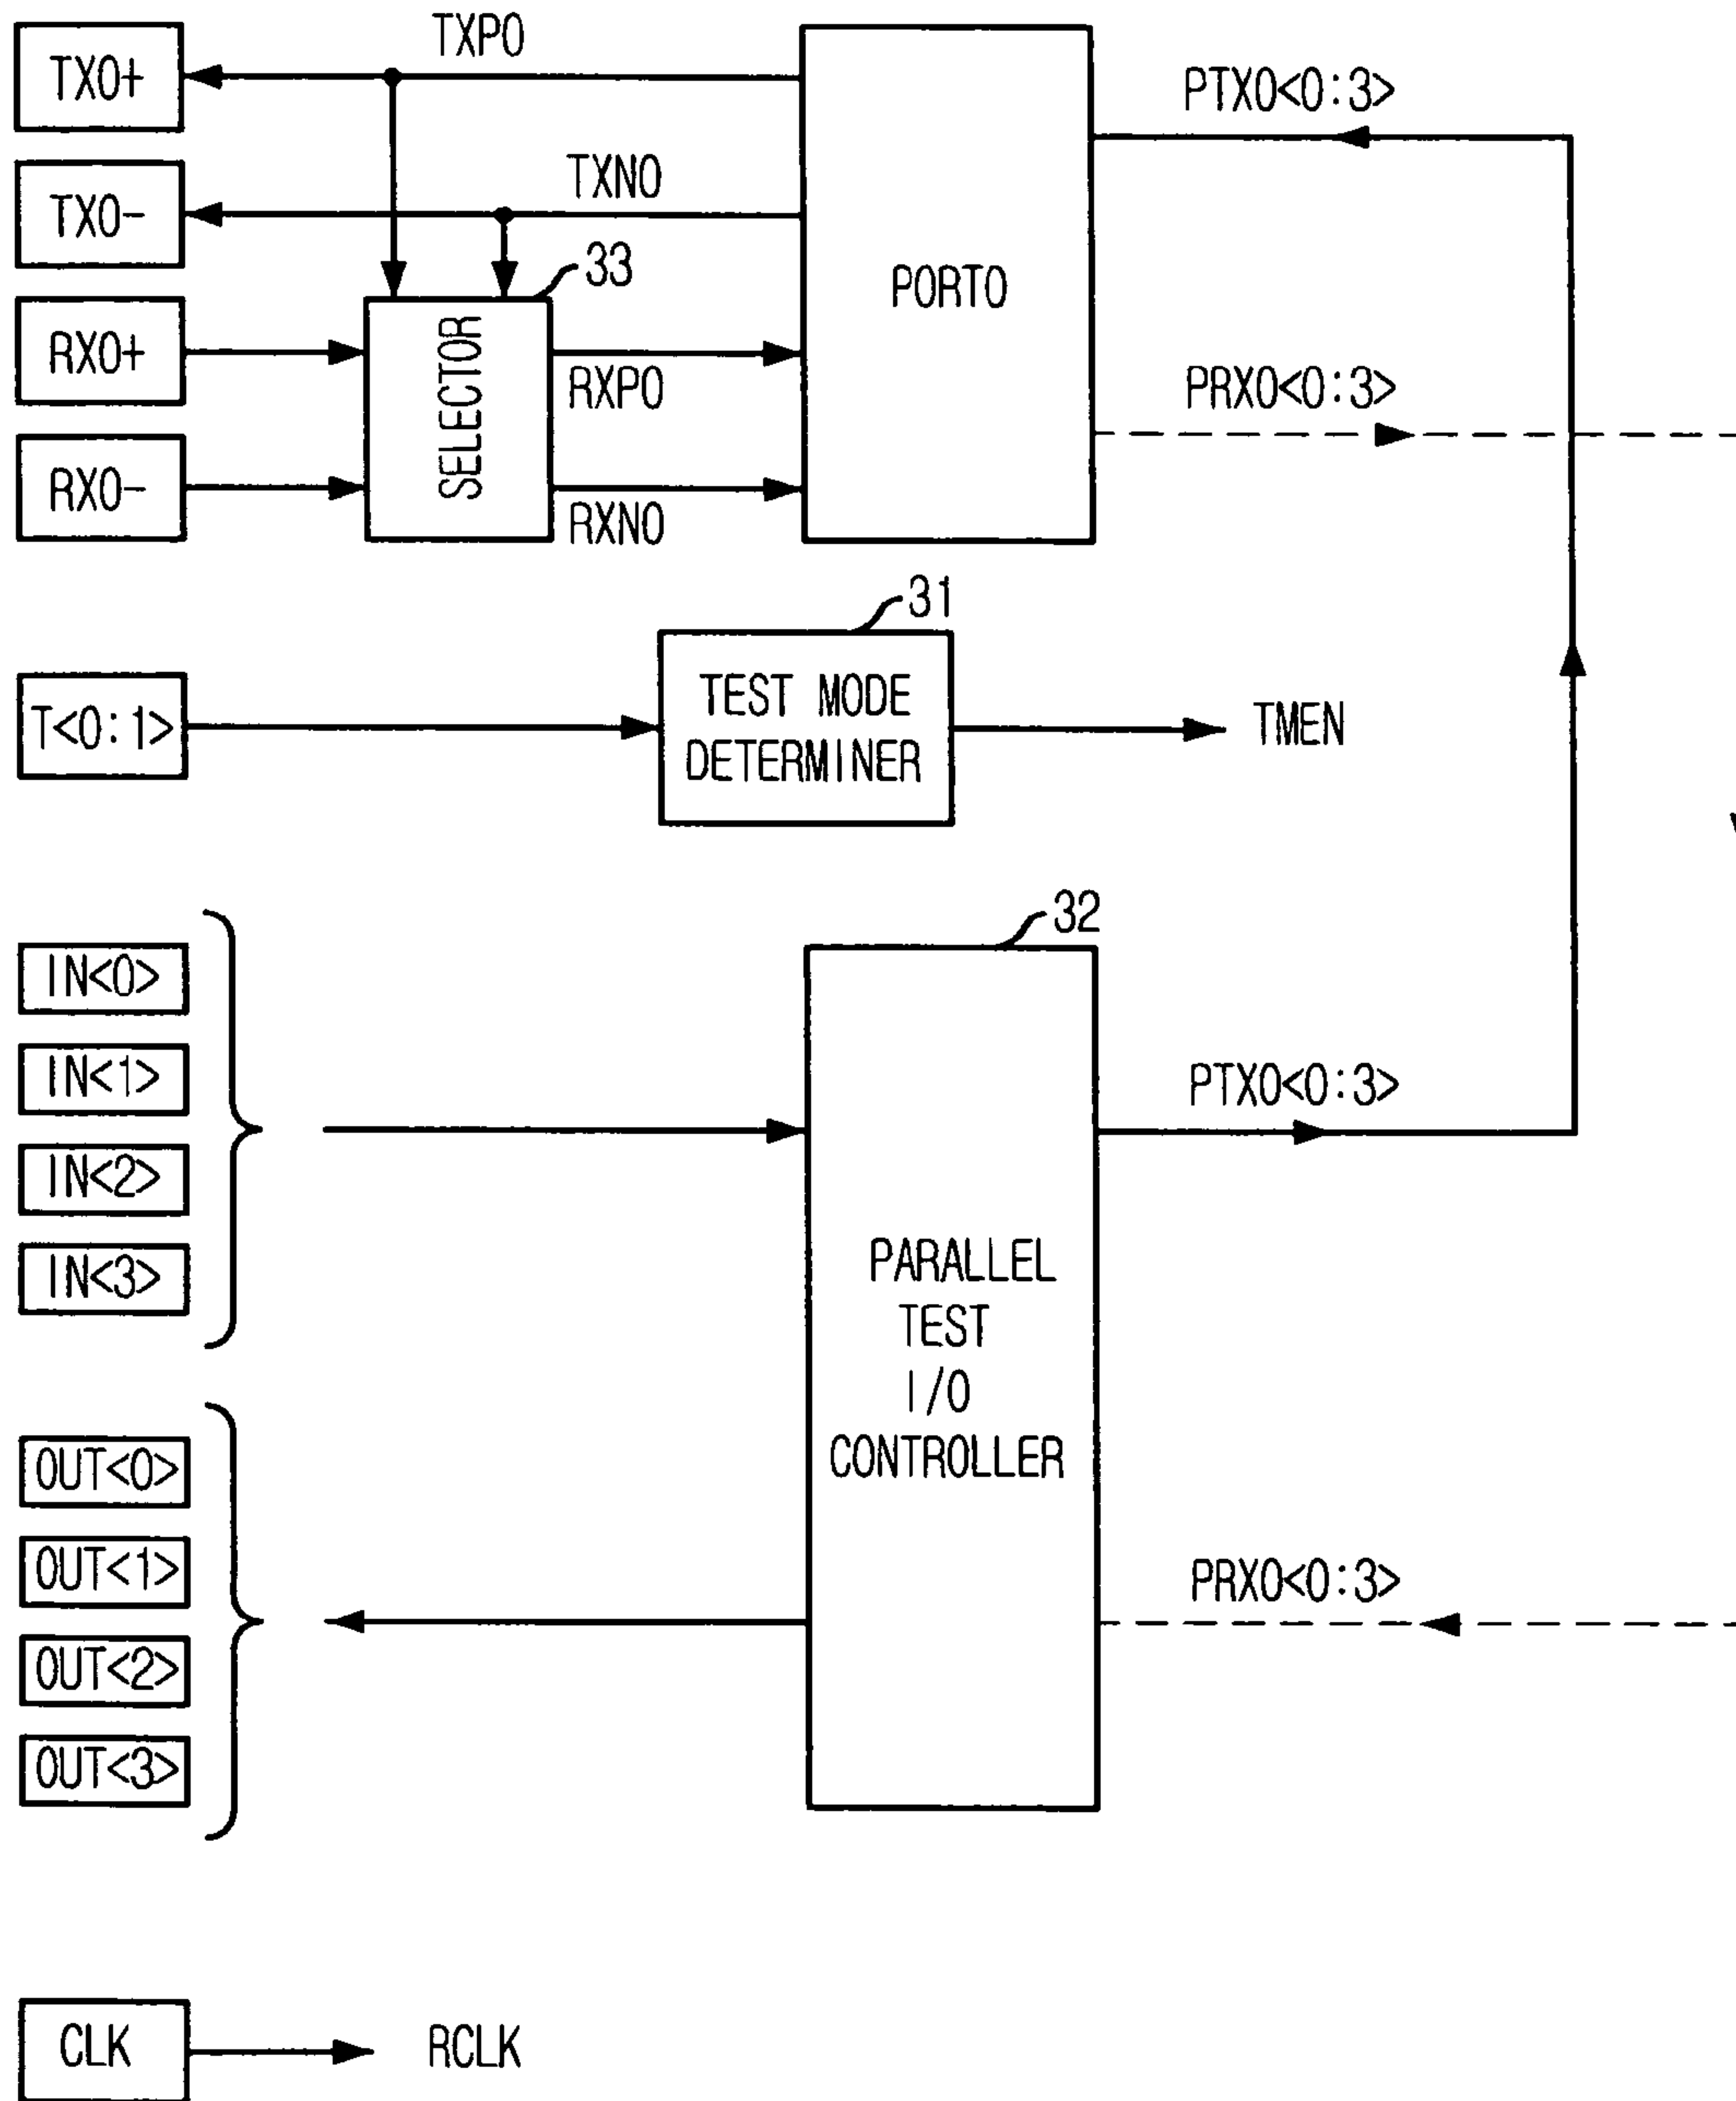 TX0+
TXP0
PTX0<0:3>
TX0-
TXN0
33
PORT0
RX0+
SELECTOR
RXP0
PRX0<0:3>
RX0-
RXN0
31
T<0:1>
TEST MODE
DETERMINER
TMEN
32
IN<0>
IN<1>
IN<2>
IN<3>
PTX0<0:3>
PARALLEL
TEST
I/O
CONTROLLER
OUT<0>
OUT<1>
OUT<2>
OUT<3>
PRX0<0:3>
CLK
RCLK